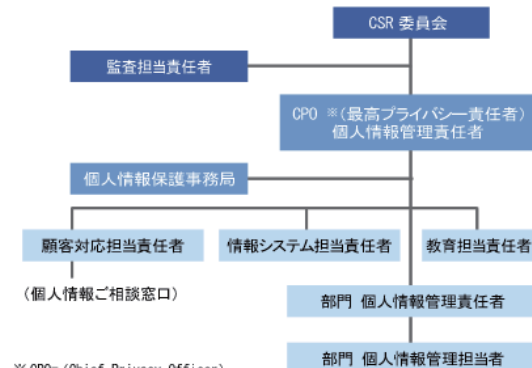 CSR 委員会
監査担当責任者
CPO ※(最高プライバシー責任者)
個人情報管理責任者
個人情報保護事務局
顧客対応担当責任者
情報システム担当責任者
教育担当責任者
(個人情報ご相談窓口)
部門 個人情報管理責任者
部門 個人情報管理担当者
※CPO=(Chief Privacy Officer)